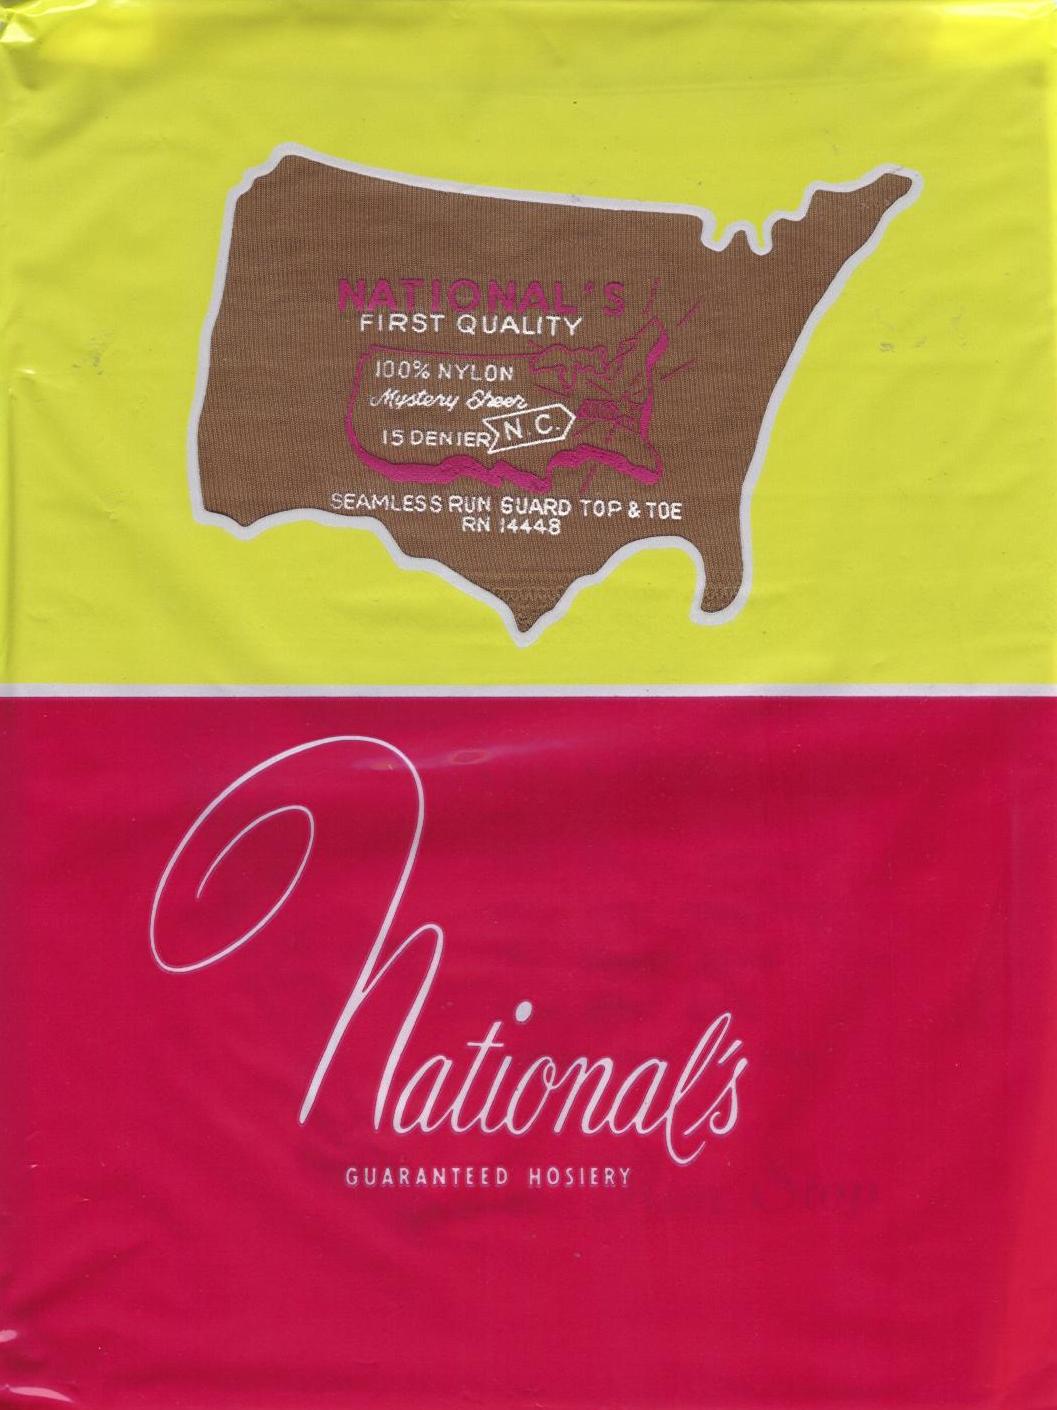 NATIONAL'S
FIRST QUALITY
100% NYLON
Mystery Sheer
15 DENIER N.C.
SEAMLESS RUN GUARD TOP & TOE
RN 14448
National's
GUARANTEED HOSIERY